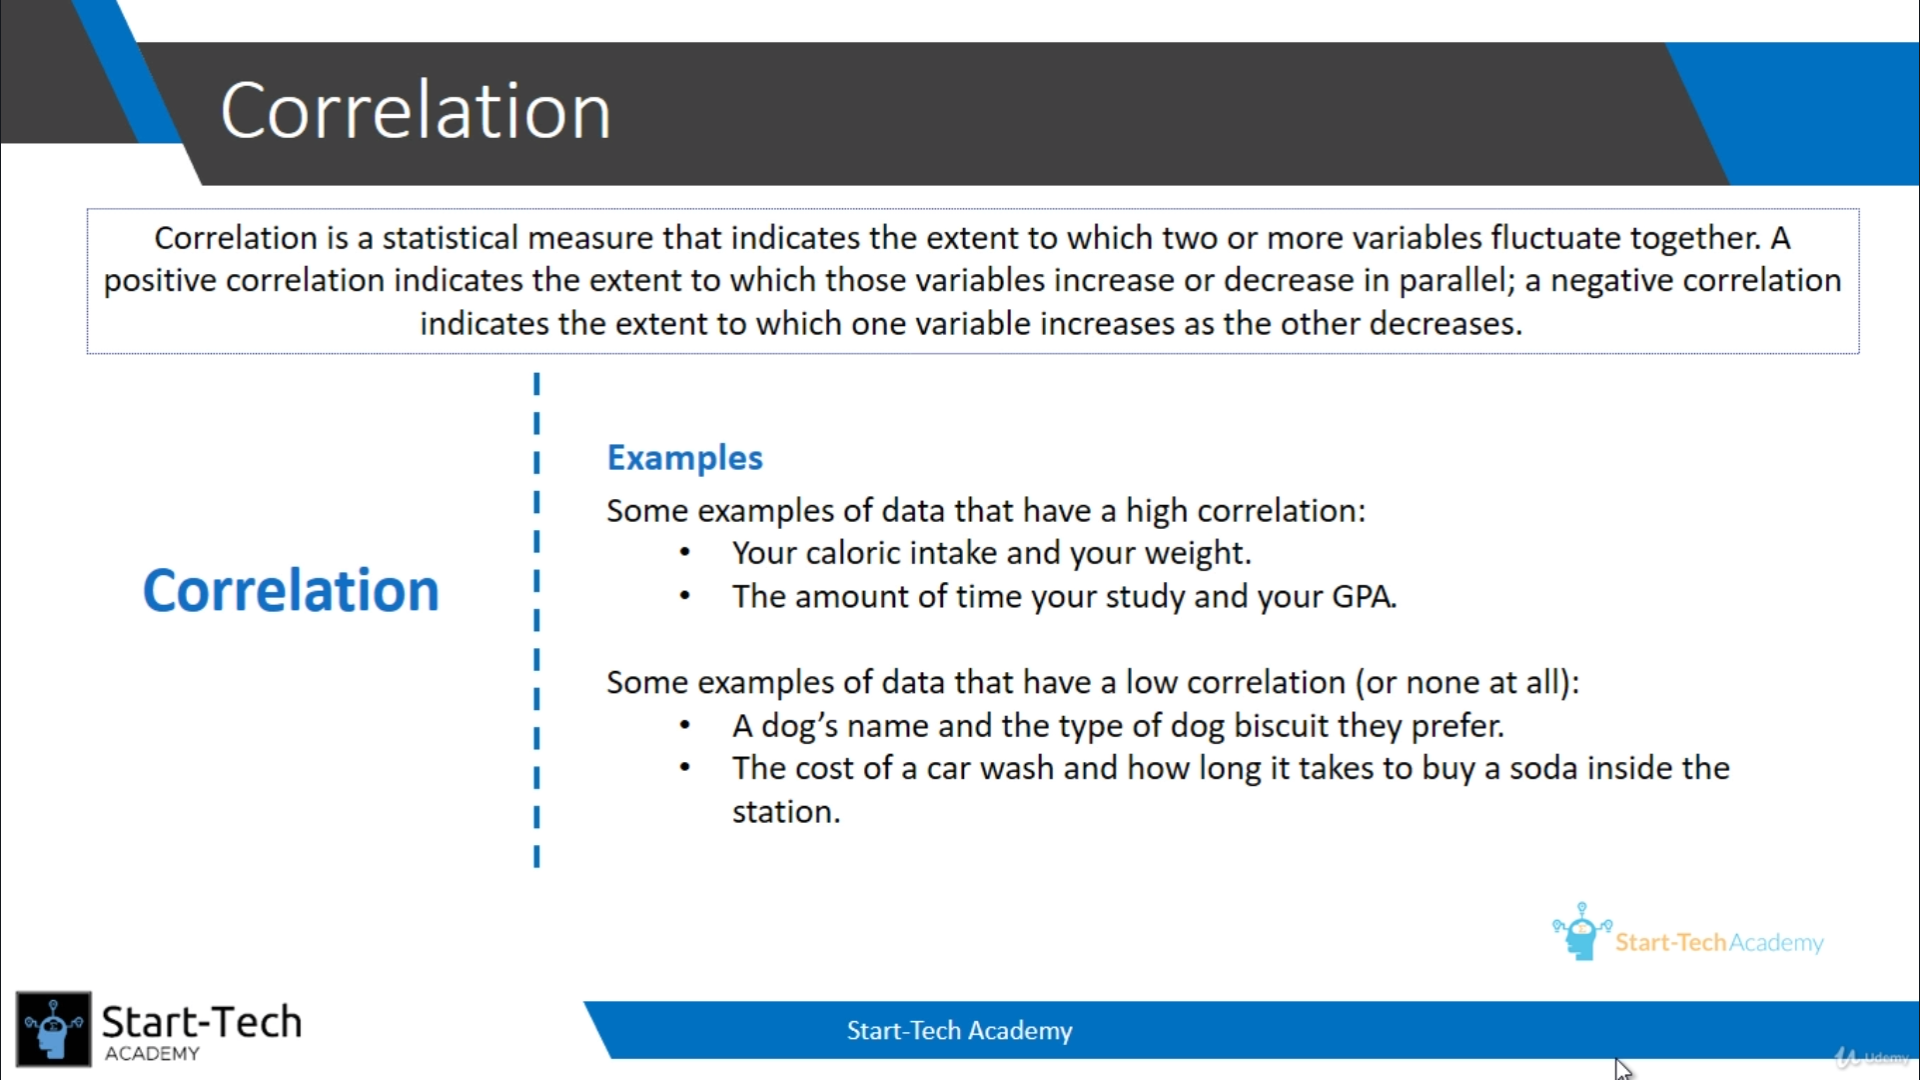 Correlation
Correlation is a statistical measure that indicates the extent to which two or more variables fluctuate together. A
positive correlation indicates the extent to which those variables increase or decrease in parallel; a negative correlation
indicates the extent to which one variable increases as the other decreases.
Correlation
Examples
Some examples of data that have a high correlation:
• Your caloric intake and your weight.
• The amount of time your study and your GPA.
Some examples of data that have a low correlation (or none at all):
• A dog’s name and the type of dog biscuit they prefer.
• The cost of a car wash and how long it takes to buy a soda inside the
station.
Start-TechAcademy
Start-Tech
ACADEMY
Start-Tech Academy
Udemy